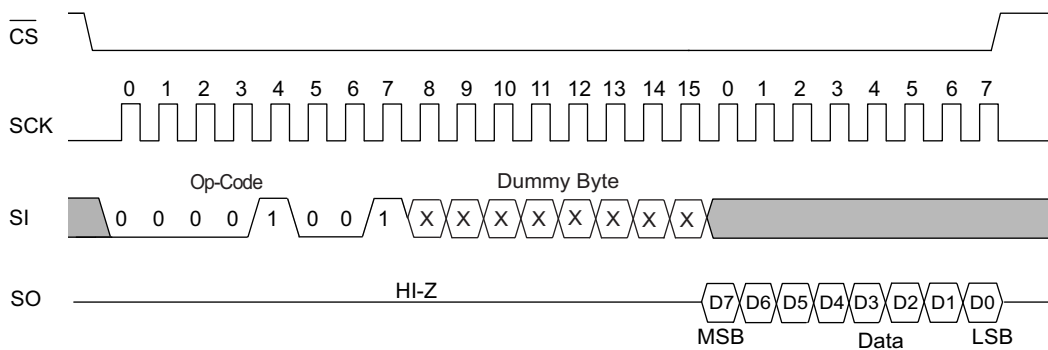 CS
0 1 2 3 4 5 6 7 8 9 10 11 12 13 14 15 0 1 2 3 4 5 6 7
SCK
Op-Code Dummy Byte
SI 0 0 0 0 1 0 0 1 X X X X X X X X
HI-Z
SO D7 D6 D5 D4 D3 D2 D1 D0
MSB Data LSB